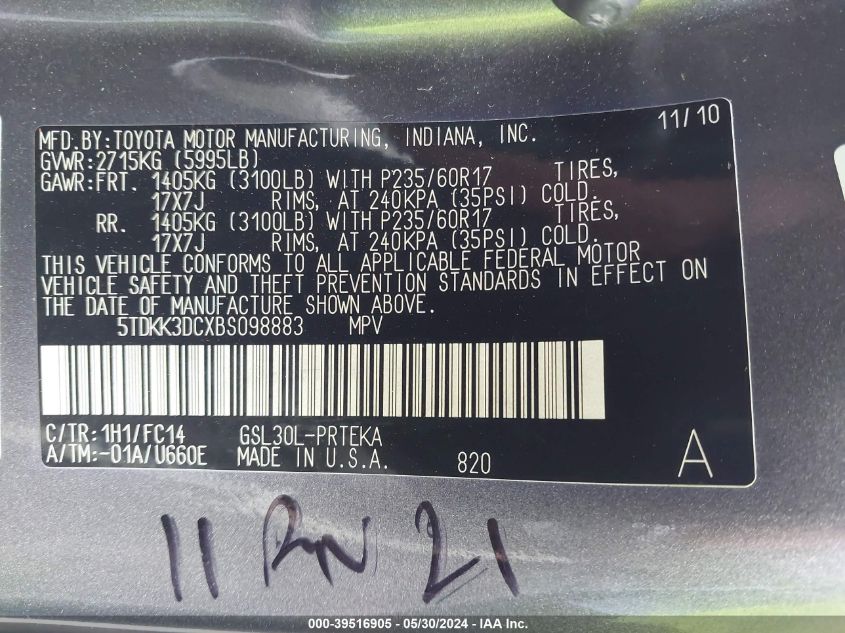 11/10
MFD.BY:TOYOTA MOTOR MANUFACTURING, INDIANA, INC.
GVWR:2715KG (5995LB)
GAWR:FRT. 1405KG (3100LB) WITH P235/60R17 TIRES,
17X7J RIMS, AT 240KPA (35PSI) COLD.
RR. 1405KG (3100LB) WITH P235/60R17 TIRES,
17X7J RIMS, AT 240KPA (35PSI) COLD.
THIS VEHICLE CONFORMS TO ALL APPLICABLE FEDERAL MOTOR
VEHICLE SAFETY AND THEFT PREVENTION STANDARDS IN EFFECT ON
THE DATE OF MANUFACTURE SHOWN ABOVE.
5TDKK3DCXBS098883 MPV
C/TR:1H1/FC14 GSL30L-PRTEKA
A/TM:-01A/U660E MADE IN U.S.A. 820 A
11 RN 21
000-39516905 - 05/30/2024 - IAA Inc.